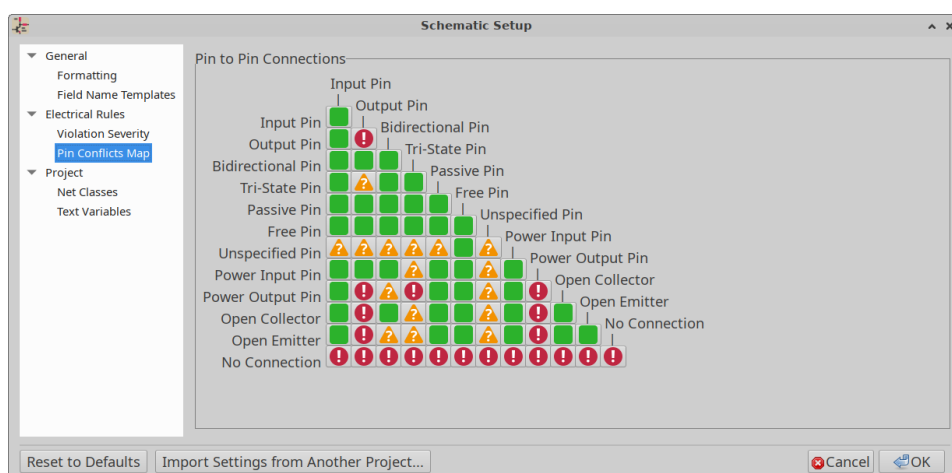 Schematic Setup
General
Formatting
Field Name Templates
Electrical Rules
Violation Severity
Pin Conflicts Map
Project
Net Classes
Text Variables
Pin to Pin Connections
Input Pin
Output Pin
Bidirectional Pin
Tri-State Pin
Passive Pin
Free Pin
Unspecified Pin
Power Input Pin
Power Output Pin
Open Collector
Open Emitter
No Connection
Input Pin
Output Pin
Bidirectional Pin
Tri-State Pin
Passive Pin
Free Pin
Unspecified Pin
Power Input Pin
Power Output Pin
Open Collector
Open Emitter
No Connection
Reset to Defaults
Import Settings from Another Project...
Cancel
OK